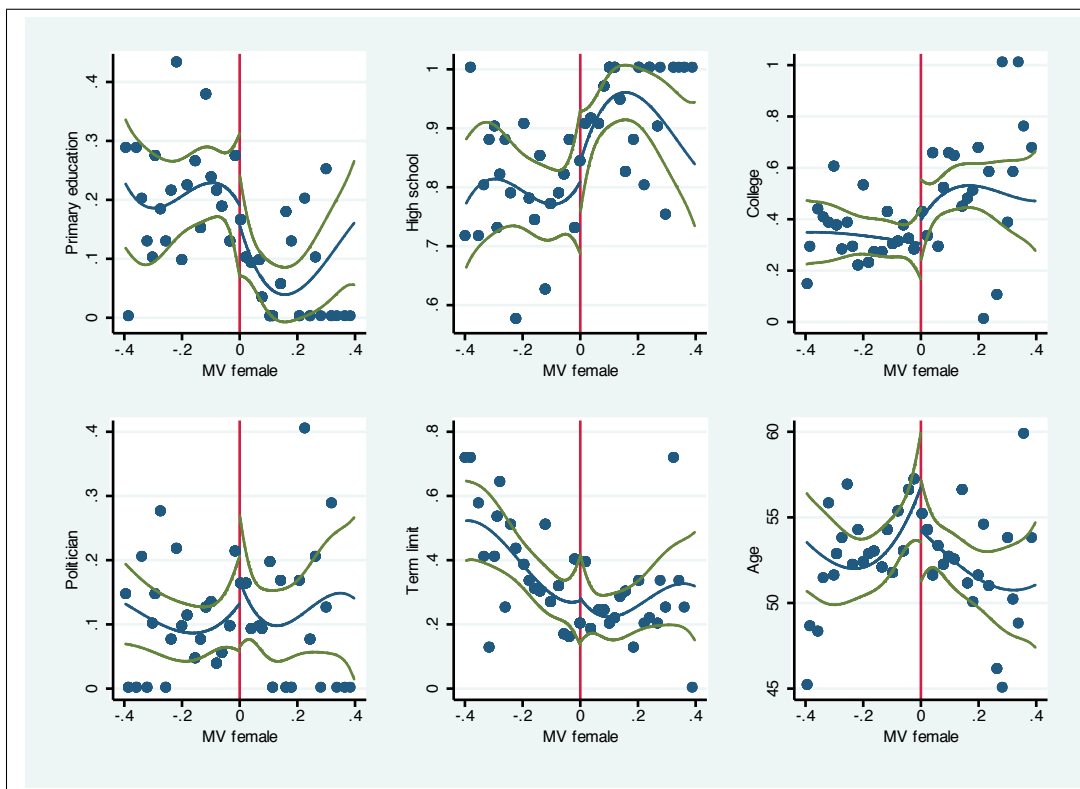 Primary education
.4
.3
.2
.1
0
-.4 -.2 0 .2 .4
MV female
High school
1
.9
.8
.7
.6
-.4 -.2 0 .2 .4
MV female
College
1
.8
.6
.4
.2
0
-.4 -.2 0 .2 .4
MV female
Politician
.4
.3
.2
.1
0
-.4 -.2 0 .2 .4
MV female
Term limit
.8
.6
.4
.2
0
-.4 -.2 0 .2 .4
MV female
Age
60
55
50
45
-.4 -.2 0 .2 .4
MV female